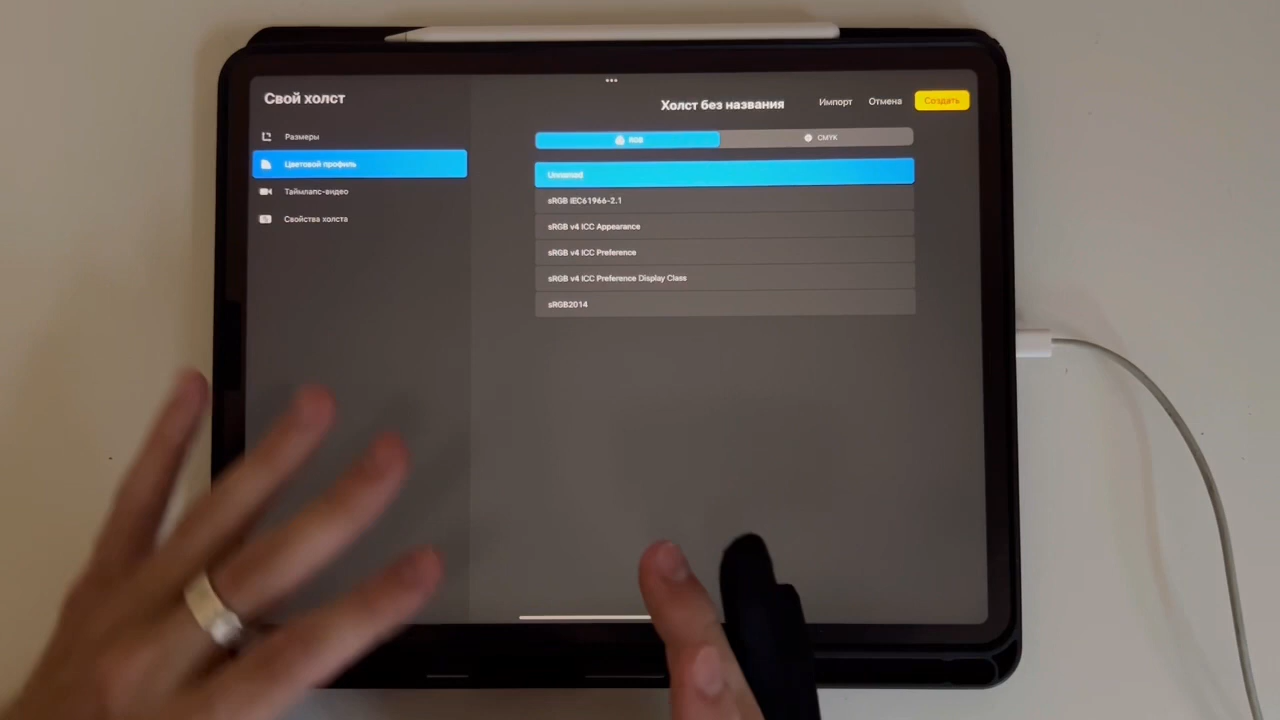 Свой холст
Холст без названия
Импорт
Отмена
Создать
Размеры
Цветовой профиль
Таймлапс-видео
Свойства холста
RGB
CMYK
Unnamed
sRGB IEC61966-2.1
sRGB v4 ICC Appearance
sRGB v4 ICC Preference
sRGB v4 ICC Preference Display Class
sRGB2014